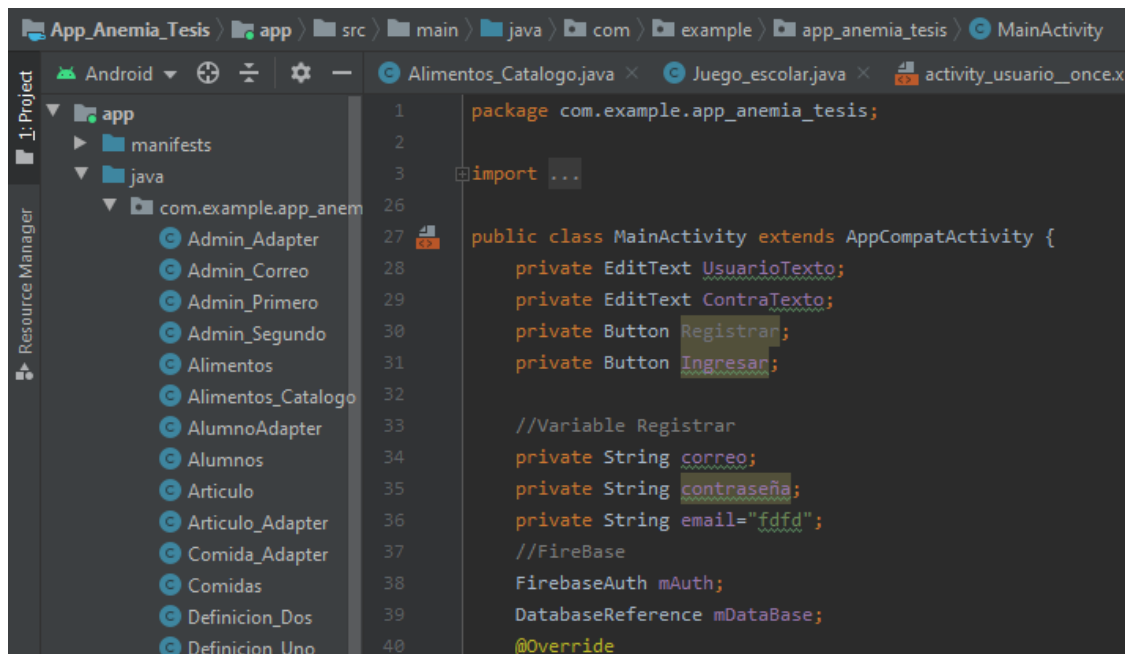 App_Anemia_Tesis app src main java com example app_anemia_tesis MainActivity
Android
Alimentos_Catalogo.java Juego_escolar.java activity_usuario__once.x
1: Project
Resource Manager
app
manifests
java
com.example.app_anem
Admin_Adapter
Admin_Correo
Admin_Primero
Admin_Segundo
Alimentos
Alimentos_Catalogo
AlumnoAdapter
Alumnos
Articulo
Articulo_Adapter
Comida_Adapter
Comidas
Definicion_Dos
Definicion_Uno
1 package com.example.app_anemia_tesis;
2
3 import ...
26
27 public class MainActivity extends AppCompatActivity {
28 private EditText UsuarioTexto;
29 private EditText ContraTexto;
30 private Button Registrar;
31 private Button Ingresar;
32
33 //Variable Registrar
34 private String correo;
35 private String contraseña;
36 private String email="fdfd";
37 //FireBase
38 FirebaseAuth mAuth;
39 DatabaseReference mDataBase;
40 @Override